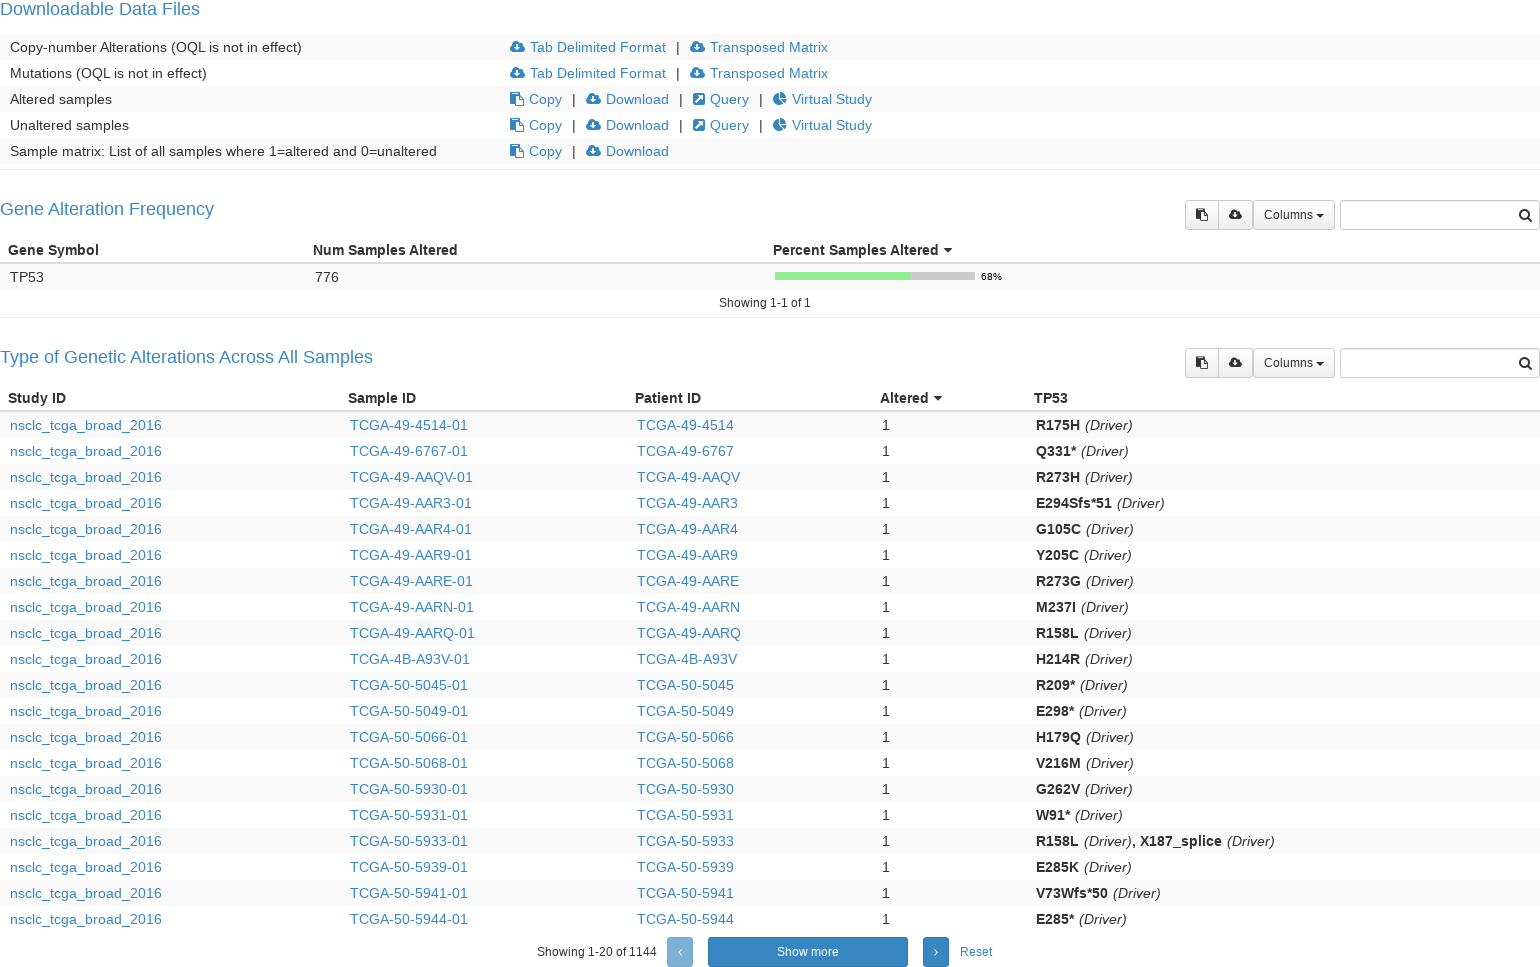 Downloadable Data Files
Copy-number Alterations (OQL is not in effect) Tab Delimited Format | Transposed Matrix
Mutations (OQL is not in effect) Tab Delimited Format | Transposed Matrix
Altered samples Copy | Download | Query | Virtual Study
Unaltered samples Copy | Download | Query | Virtual Study
Sample matrix: List of all samples where 1=altered and 0=unaltered Copy | Download
Gene Alteration Frequency Columns
Gene Symbol Num Samples Altered Percent Samples Altered
TP53 776 68%
Showing 1-1 of 1
Type of Genetic Alterations Across All Samples Columns
Study ID Sample ID Patient ID Altered TP53
nsclc_tcga_broad_2016 TCGA-49-4514-01 TCGA-49-4514 1 R175H (Driver)
nsclc_tcga_broad_2016 TCGA-49-6767-01 TCGA-49-6767 1 Q331* (Driver)
nsclc_tcga_broad_2016 TCGA-49-AAQV-01 TCGA-49-AAQV 1 R273H (Driver)
nsclc_tcga_broad_2016 TCGA-49-AAR3-01 TCGA-49-AAR3 1 E294Sfs*51 (Driver)
nsclc_tcga_broad_2016 TCGA-49-AAR4-01 TCGA-49-AAR4 1 G105C (Driver)
nsclc_tcga_broad_2016 TCGA-49-AAR9-01 TCGA-49-AAR9 1 Y205C (Driver)
nsclc_tcga_broad_2016 TCGA-49-AARE-01 TCGA-49-AARE 1 R273G (Driver)
nsclc_tcga_broad_2016 TCGA-49-AARN-01 TCGA-49-AARN 1 M237I (Driver)
nsclc_tcga_broad_2016 TCGA-49-AARQ-01 TCGA-49-AARQ 1 R158L (Driver)
nsclc_tcga_broad_2016 TCGA-4B-A93V-01 TCGA-4B-A93V 1 H214R (Driver)
nsclc_tcga_broad_2016 TCGA-50-5045-01 TCGA-50-5045 1 R209* (Driver)
nsclc_tcga_broad_2016 TCGA-50-5049-01 TCGA-50-5049 1 E298* (Driver)
nsclc_tcga_broad_2016 TCGA-50-5066-01 TCGA-50-5066 1 H179Q (Driver)
nsclc_tcga_broad_2016 TCGA-50-5068-01 TCGA-50-5068 1 V216M (Driver)
nsclc_tcga_broad_2016 TCGA-50-5930-01 TCGA-50-5930 1 G262V (Driver)
nsclc_tcga_broad_2016 TCGA-50-5931-01 TCGA-50-5931 1 W91* (Driver)
nsclc_tcga_broad_2016 TCGA-50-5933-01 TCGA-50-5933 1 R158L (Driver), X187_splice (Driver)
nsclc_tcga_broad_2016 TCGA-50-5939-01 TCGA-50-5939 1 E285K (Driver)
nsclc_tcga_broad_2016 TCGA-50-5941-01 TCGA-50-5941 1 V73Wfs*50 (Driver)
nsclc_tcga_broad_2016 TCGA-50-5944-01 TCGA-50-5944 1 E285* (Driver)
Showing 1-20 of 1144 ‹ Show more › Reset